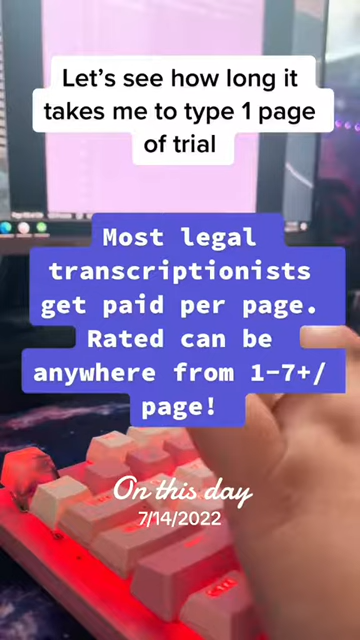 Let's see how long it
takes me to type 1 page
of trial
Most legal
transcriptionists
get paid per page.
Rated can be
anywhere from 1-7+/
page!
On this day
7/14/2022